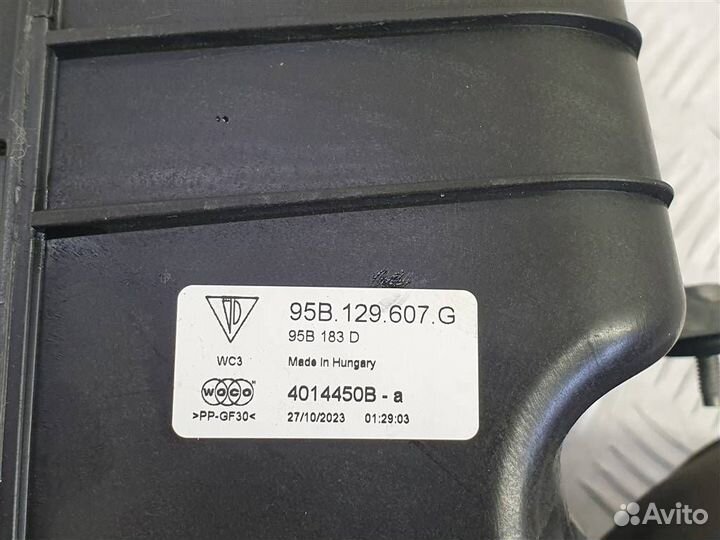 95B.129.607.G
95B 183 D
WC3 Made in Hungary
WOCO 4014450B - a
>PP-GF30< 27/10/2023 01:29:03
Avito